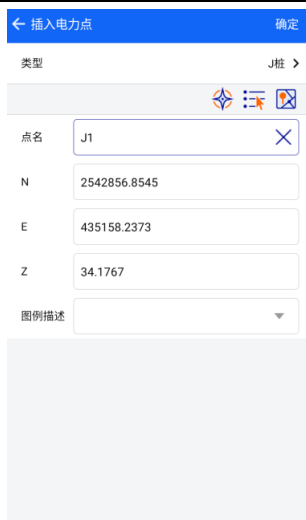 插入电力点 确定
类型 J桩
点名 J1
N 2542856.8545
E 435158.2373
Z 34.1767
图例描述